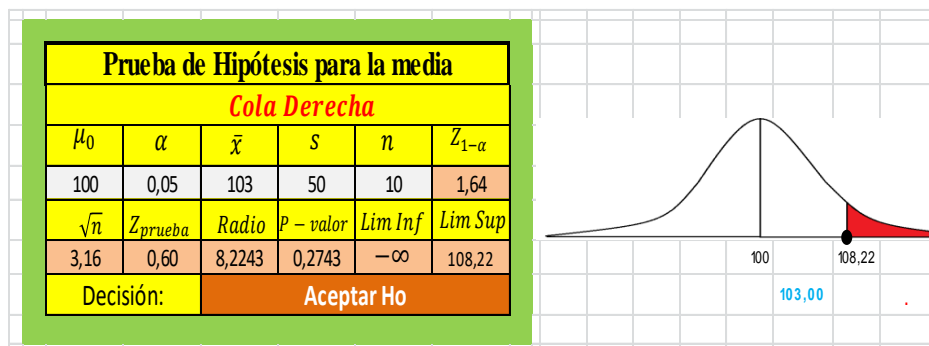 Prueba de Hipótesis para la media
Cola Derecha
μ₀ α x̄ s n Z₁₋α
100 0,05 103 50 10 1,64
√n Zprueba Radio P − valor Lim Inf Lim Sup
3,16 0,60 8,2243 0,2743 −∞ 108,22
Decisión: Aceptar Ho
100 108,22
103,00